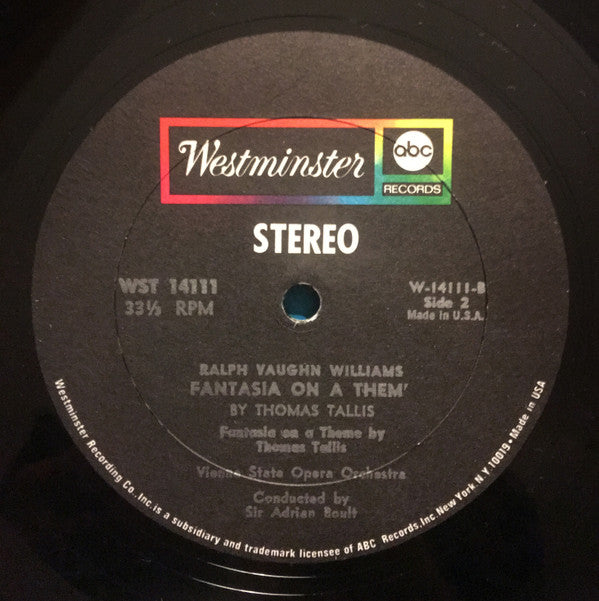 Westminster
abc
RECORDS
STEREO
WST 14111
33⅓ RPM
W-14111-B
Side 2
Made in U.S.A.
RALPH VAUGHN WILLIAMS
FANTASIA ON A THEM'
BY THOMAS TALLIS
Fantasia on a Theme by
Thomas Tallis
Vienna State Opera Orchestra
Conducted by
Sir Adrian Boult
Westminster Recording Co. Inc. is a subsidiary and trademark licensee of ABC Records, Inc New York N Y 10019•Made in USA